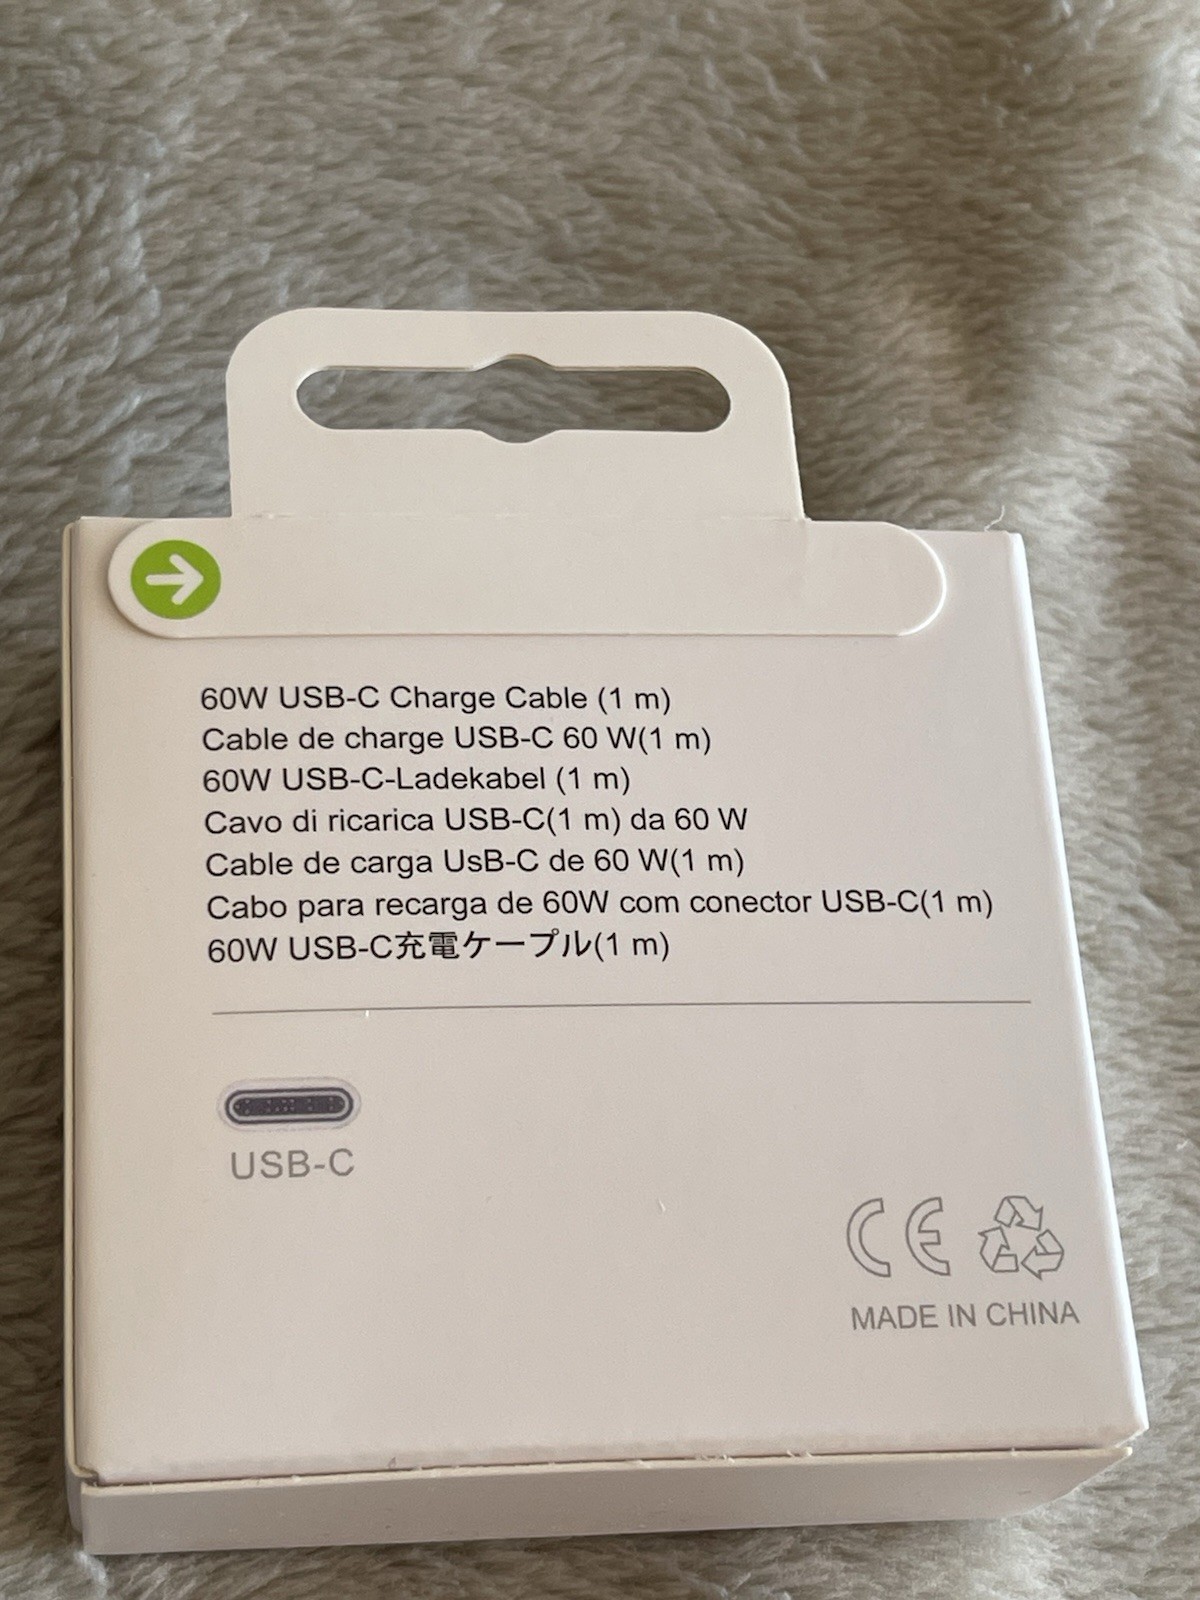 60W USB-C Charge Cable (1 m)
Cable de charge USB-C 60 W(1 m)
60W USB-C-Ladekabel (1 m)
Cavo di ricarica USB-C(1 m) da 60 W
Cable de carga UsB-C de 60 W(1 m)
Cabo para recarga de 60W com conector USB-C(1 m)
60W USB-C充電ケープル(1 m)
USB-C
CE
MADE IN CHINA